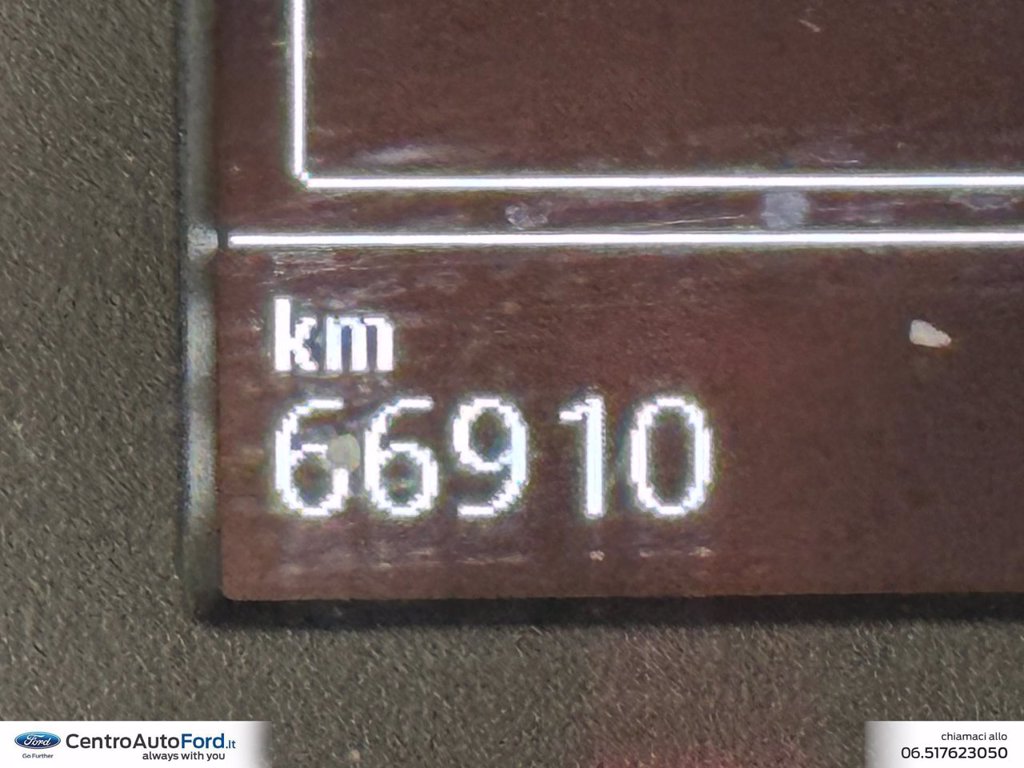 km
66910
Ford
Go Further
CentroAutoFord.it
always with you
chiamaci allo
06.517623050